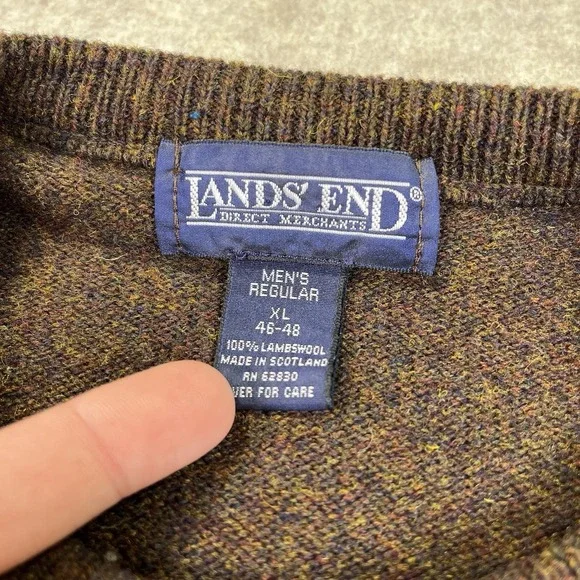 LANDS' END®
DIRECT MERCHANTS
MEN'S
REGULAR
XL
46-48
100% LAMBSWOOL
MADE IN SCOTLAND
RN 62830
FOR CARE